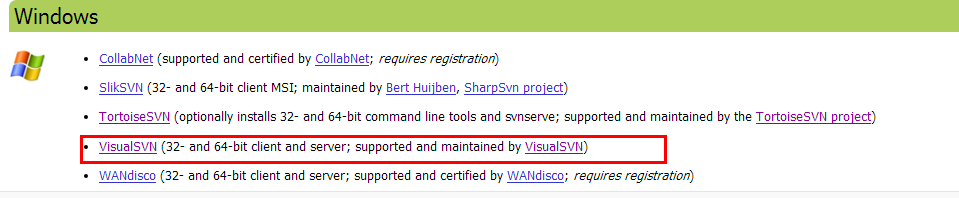 Windows
• CollabNet (supported and certified by CollabNet; requires registration)
• SlikSVN (32- and 64-bit client MSI; maintained by Bert Huijben, SharpSvn project)
• TortoiseSVN (optionally installs 32- and 64-bit command line tools and svnserve; supported and maintained by the TortoiseSVN project)
• VisualSVN (32- and 64-bit client and server; supported and maintained by VisualSVN)
• WANdisco (32- and 64-bit client and server; supported and certified by WANdisco; requires registration)